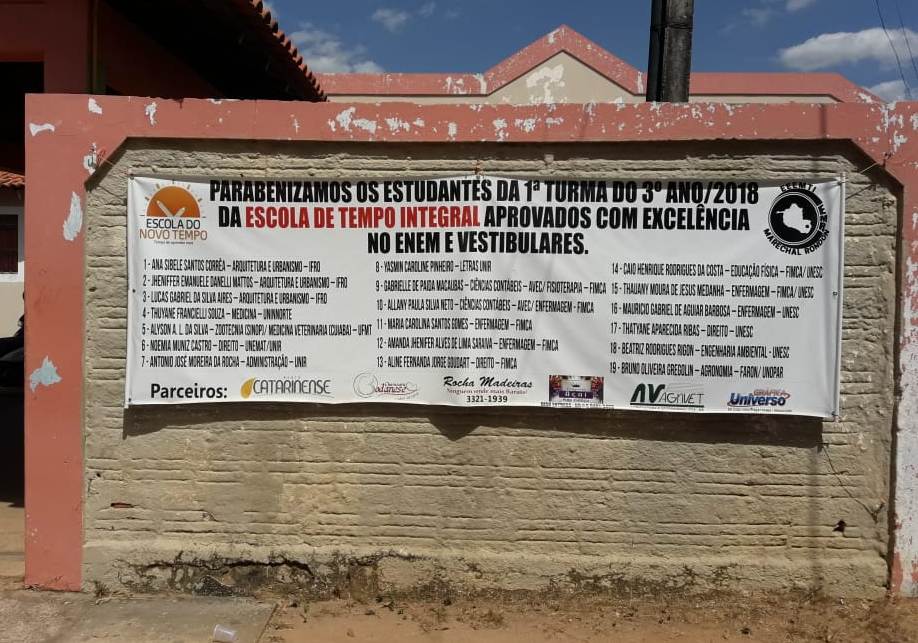 PARABENIZAMOS OS ESTUDANTES DA 1ª TURMA DO 3º ANO/2018
DA ESCOLA DE TEMPO INTEGRAL APROVADOS COM EXCELÊNCIA
NO ENEM E VESTIBULARES.
ESCOLA DO
NOVO TEMPO
EEEMTI
MARECHAL RONDON
1 - ANA SIBELE SANTOS CORRÊA – ARQUITETURA E URBANISMO – IFRO
2 - JHENIFFER EMANUELE DANELLI MATTOS – ARQUITETURA E URBANISMO – IFRO
3 - LUCAS GABRIEL DA SILVA AIRES – ARQUITETURA E URBANISMO – IFRO
4 - THUYANE FRANCIELLI SOUZA – MEDICINA – UNINORTE
5 - ALYSON A. L. DA SILVA – ZOOTECNIA (SINOP)/ MEDICINA VETERINARIA (CUIABA) - UFMT
6 - NOEMIA MUNIZ CASTRO – DIREITO – UNEMAT/UNIR
7 - ANTONIO JOSÉ MOREIRA DA ROCHA – ADMINISTRAÇÃO – UNIR
8 - YASMIN CAROLINE PINHEIRO – LETRAS UNIR
9 - GABRIELLE DE PAIDA MACAUBAS – CIÊNCIAS CONTÁBEIS – AVEC/ FISIOTERAPIA – FIMCA
10 - ALLANY PAULA SILVA NETO – CIÊNCIAS CONTÁBEIS – AVEC/ ENFERMAGEM – FIMCA
11 - MARIA CAROLINA SANTOS GOMES – ENFERMAGEM – FIMCA
12 - AMANDA JHENIFER ALVES DE LIMA SARAIVA – ENFERMAGEM – FIMCA
13 - ALINE FERNANDA JORGE GOUDART – DIREITO – FIMCA
14 - CAIO HENRIQUE RODRIGUES DA COSTA – EDUCAÇÃO FÍSICA – FIMCA/ UNESC
15 - THAUANY MOURA DE JESUS MEDANHA – ENFERMAGEM – FIMCA/ UNESC
16 - MAURICIO GABRIEL DE AGUIAR BARBOSA – ENFERMAGEM – UNESC
17 - THATYANE APARECIDA RIBAS – DIREITO – UNESC
18 - BEATRIZ RODRIGUES RIGON – ENGENHARIA AMBIENTAL - UNESC
19 - BRUNO OLIVEIRA GREGOLIN – AGRONOMIA – FARON/ UNOPAR
Parceiros:
CATARINENSE
Rocha Madeiras
Ninguem vende mais Barato!
3321-1939
Açaí
AV AGRIVET
GRÁFICA
Universo